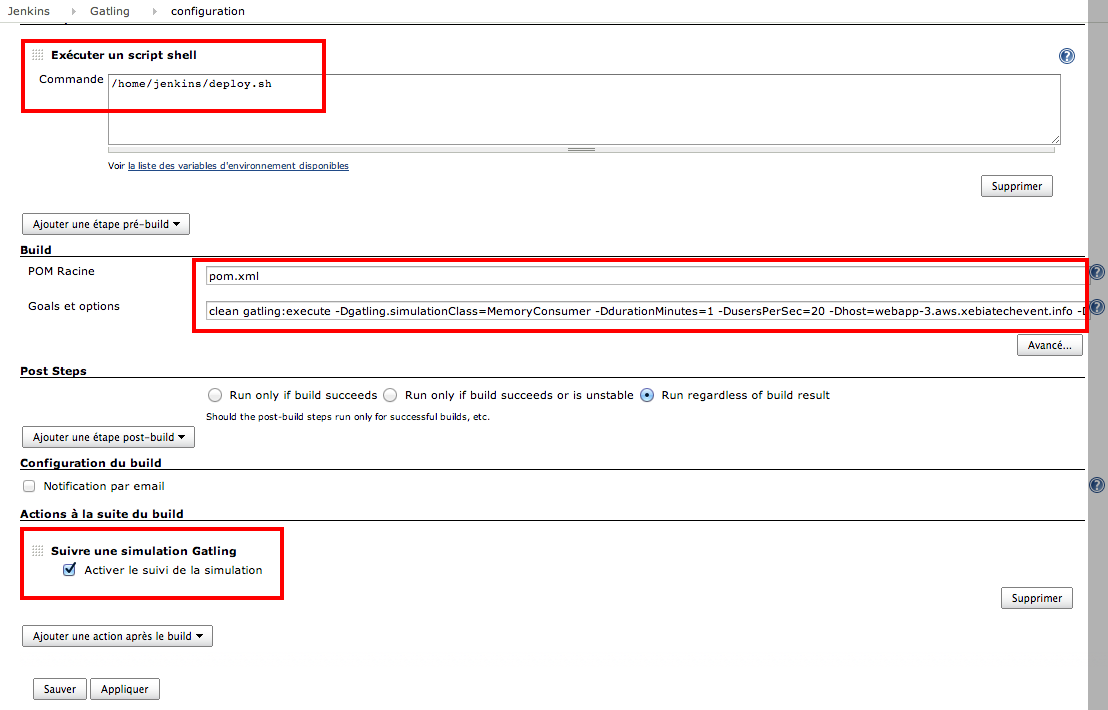 Jenkins Gatling configuration
Exécuter un script shell
Commande /home/jenkins/deploy.sh
Voir la liste des variables d'environnement disponibles
Supprimer
Ajouter une étape pré-build
Build
POM Racine pom.xml
Goals et options clean gatling:execute -Dgatling.simulationClass=MemoryConsumer -DdurationMinutes=1 -DusersPerSec=20 -Dhost=webapp-3.aws.xebiatechevent.info
Avancé...
Post Steps
Run only if build succeeds Run only if build succeeds or is unstable Run regardless of build result
Should the post-build steps run only for successful builds, etc.
Ajouter une étape post-build
Configuration du build
Notification par email
Actions à la suite du build
Suivre une simulation Gatling
Activer le suivi de la simulation
Supprimer
Ajouter une action après le build
Sauver Appliquer